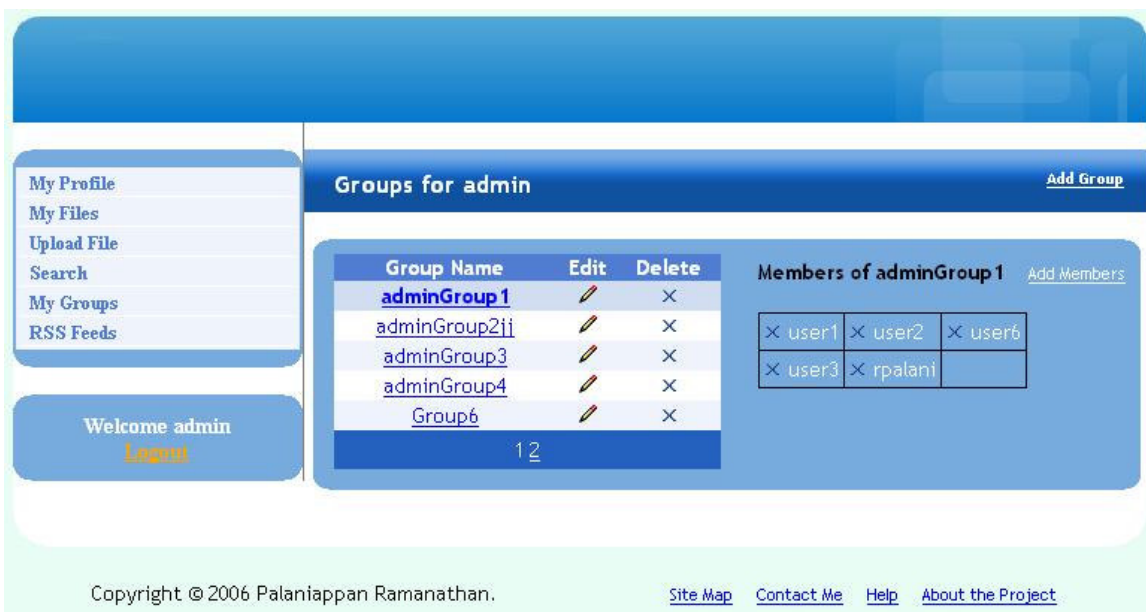 My Profile
My Files
Upload File
Search
My Groups
RSS Feeds
Welcome admin
Logout
Groups for admin
Add Group
Group Name Edit Delete
adminGroup1
adminGroup2jj
adminGroup3
adminGroup4
Group6
1 2
Members of adminGroup1 Add Members
user1 user2 user6
user3 rpalani
Copyright © 2006 Palaniappan Ramanathan.
Site Map Contact Me Help About the Project